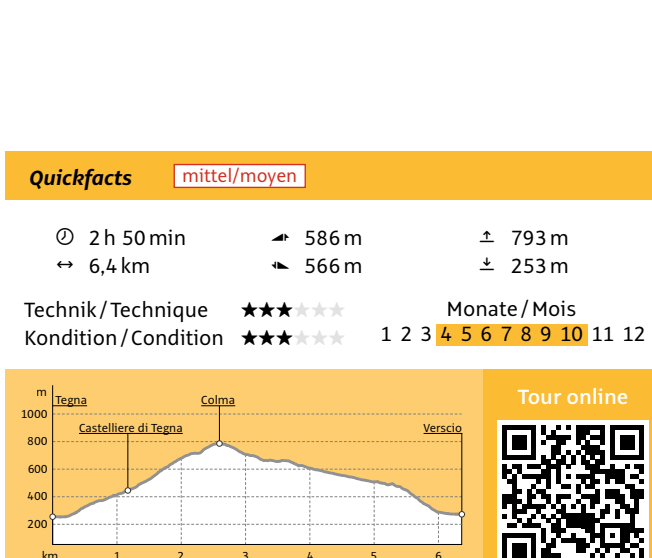 Quickfacts mittel/moyen
2 h 50 min 586 m 793 m
6,4 km 566 m 253 m
Technik / Technique ★★★★★★ Monate / Mois
Kondition / Condition ★★★★★★ 1 2 3 4 5 6 7 8 9 10 11 12
Tour online
m Tegna Colma
1000
Castelliere di Tegna Verscio
800
600
400
200
km 1 2 3 4 5 6